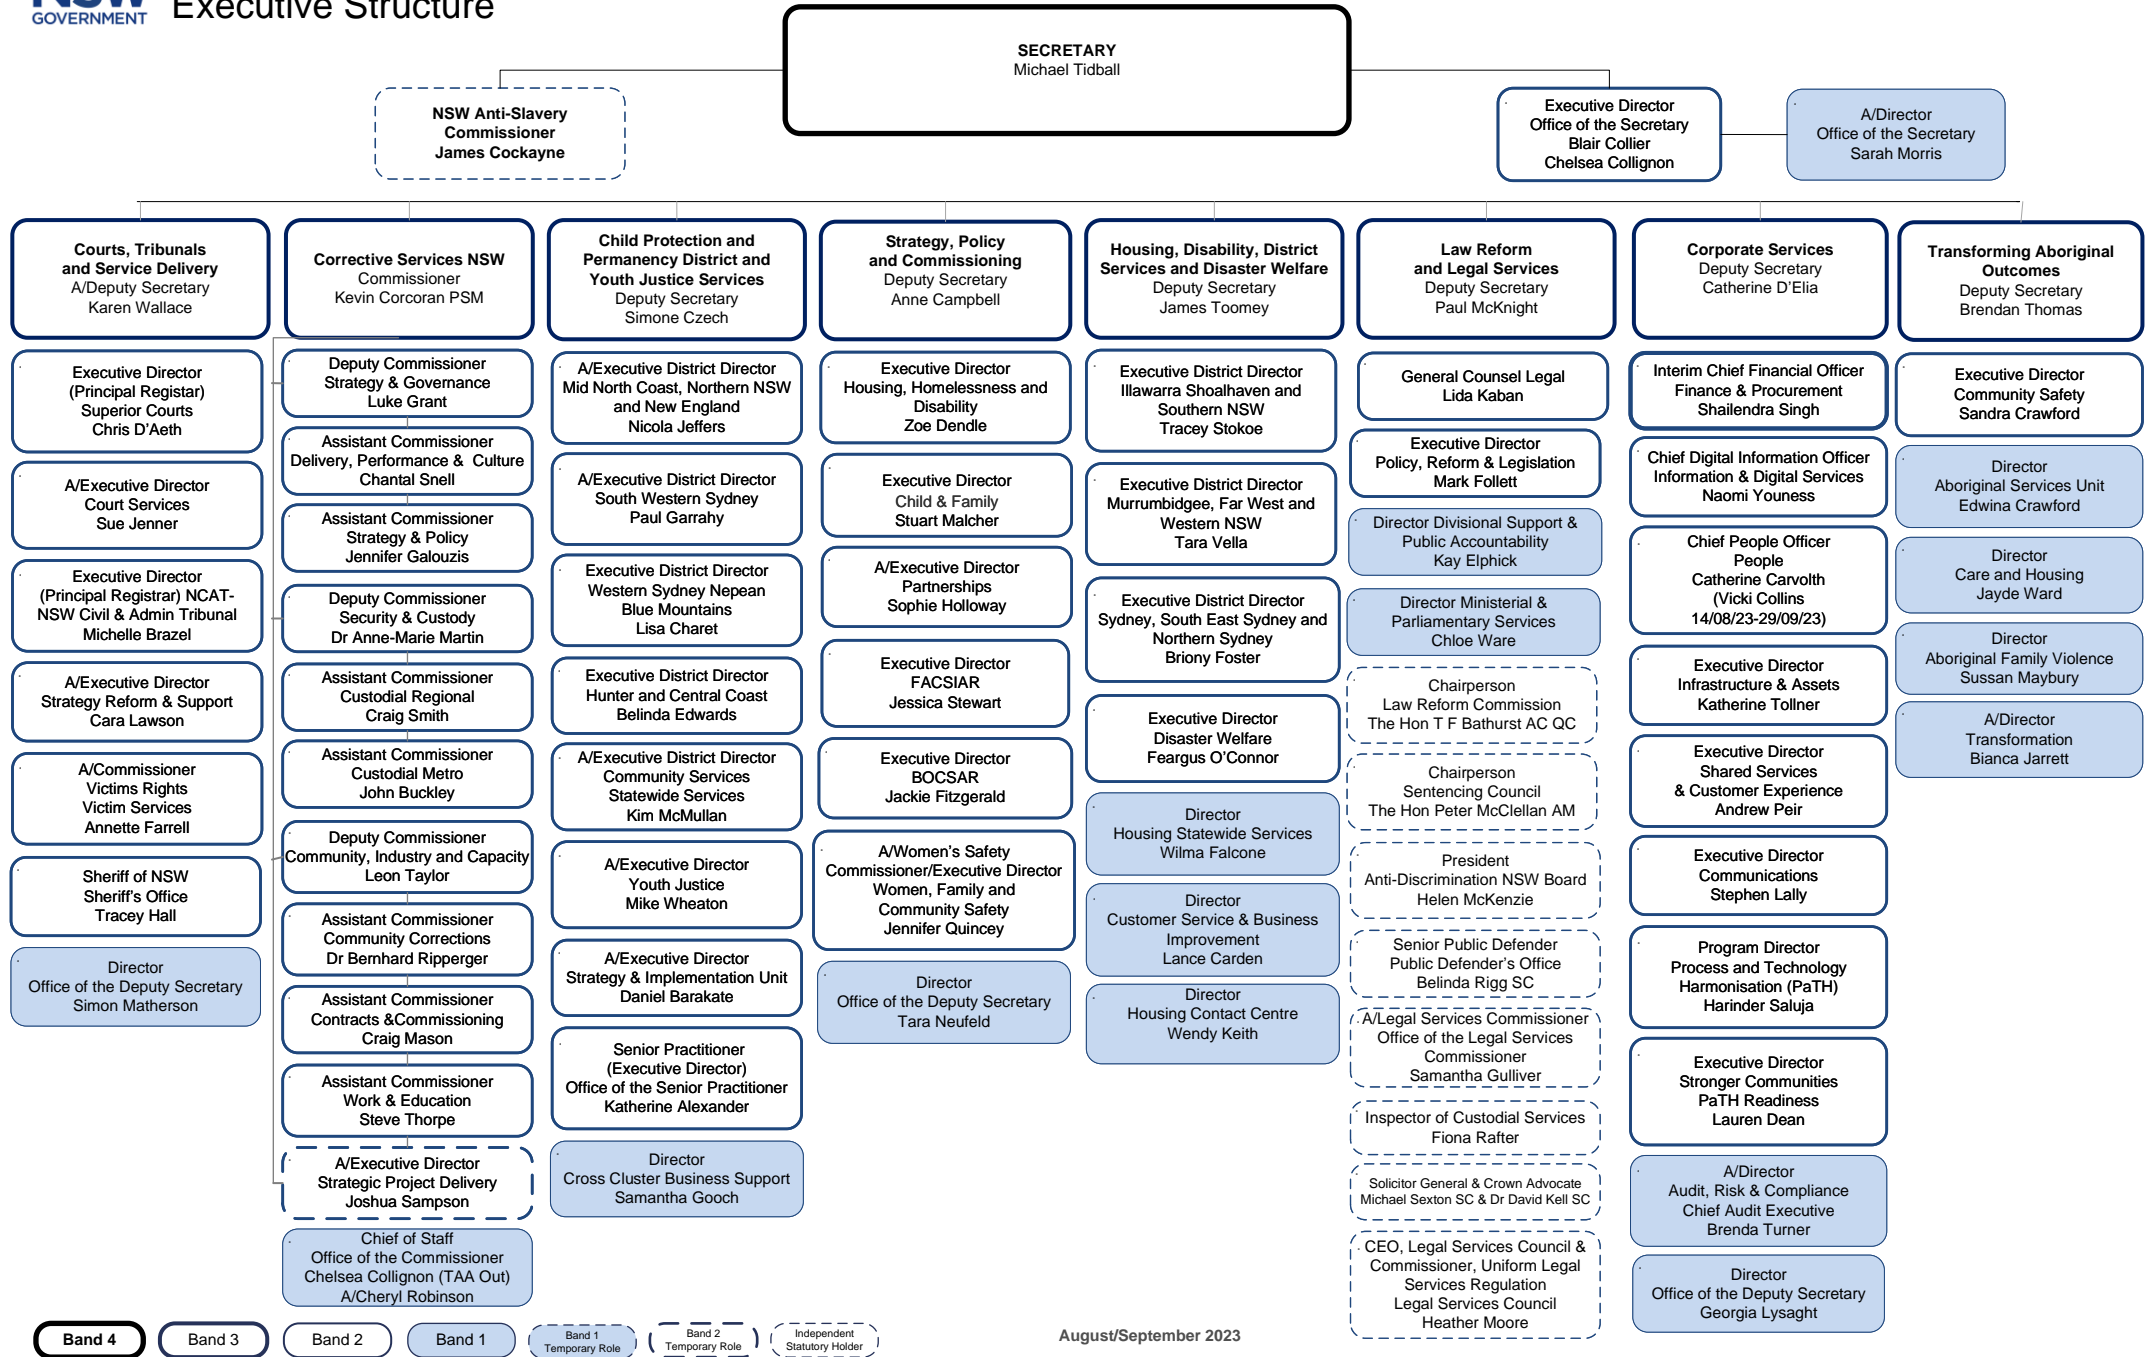 NSW
GOVERNMENT
Executive Structure
SECRETARY
Michael Tidball
NSW Anti-Slavery
Commissioner
James Cockayne
Executive Director
Office of the Secretary
Blair Collier
Chelsea Collignon
A/Director
Office of the Secretary
Sarah Morris
Courts, Tribunals
and Service Delivery
A/Deputy Secretary
Karen Wallace
Executive Director
(Principal Registar)
Superior Courts
Chris D'Aeth
A/Executive Director
Court Services
Sue Jenner
Executive Director
(Principal Registrar) NCAT-
NSW Civil & Admin Tribunal
Michelle Brazel
A/Executive Director
Strategy Reform & Support
Cara Lawson
A/Commissioner
Victims Rights
Victim Services
Annette Farrell
Sheriff of NSW
Sheriff's Office
Tracey Hall
Director
Office of the Deputy Secretary
Simon Matherson
Corrective Services NSW
Commissioner
Kevin Corcoran PSM
Deputy Commissioner
Strategy & Governance
Luke Grant
Assistant Commissioner
Delivery, Performance & Culture
Chantal Snell
Assistant Commissioner
Strategy & Policy
Jennifer Galouzis
Deputy Commissioner
Security & Custody
Dr Anne-Marie Martin
Assistant Commissioner
Custodial Regional
Craig Smith
Assistant Commissioner
Custodial Metro
John Buckley
Deputy Commissioner
Community, Industry and Capacity
Leon Taylor
Assistant Commissioner
Community Corrections
Dr Bernhard Ripperger
Assistant Commissioner
Contracts &Commissioning
Craig Mason
Assistant Commissioner
Work & Education
Steve Thorpe
A/Executive Director
Strategic Project Delivery
Joshua Sampson
Chief of Staff
Office of the Commissioner
Chelsea Collignon (TAA Out)
A/Cheryl Robinson
Child Protection and
Permanency District and
Youth Justice Services
Deputy Secretary
Simone Czech
A/Executive District Director
Mid North Coast, Northern NSW
and New England
Nicola Jeffers
A/Executive District Director
South Western Sydney
Paul Garrahy
Executive District Director
Western Sydney Nepean
Blue Mountains
Lisa Charet
Executive District Director
Hunter and Central Coast
Belinda Edwards
A/Executive District Director
Community Services
Statewide Services
Kim McMullan
A/Executive Director
Youth Justice
Mike Wheaton
A/Executive Director
Strategy & Implementation Unit
Daniel Barakate
Senior Practitioner
(Executive Director)
Office of the Senior Practitioner
Katherine Alexander
Director
Cross Cluster Business Support
Samantha Gooch
Strategy, Policy
and Commissioning
Deputy Secretary
Anne Campbell
Executive Director
Housing, Homelessness and
Disability
Zoe Dendle
Executive Director
Child & Family
Stuart Malcher
A/Executive Director
Partnerships
Sophie Holloway
Executive Director
FACSIAR
Jessica Stewart
Executive Director
BOCSAR
Jackie Fitzgerald
A/Women's Safety
Commissioner/Executive Director
Women, Family and
Community Safety
Jennifer Quincey
Director
Office of the Deputy Secretary
Tara Neufeld
Housing, Disability, District
Services and Disaster Welfare
Deputy Secretary
James Toomey
Executive District Director
Illawarra Shoalhaven and
Southern NSW
Tracey Stokoe
Executive District Director
Murrumbidgee, Far West and
Western NSW
Tara Vella
Executive District Director
Sydney, South East Sydney and
Northern Sydney
Briony Foster
Executive Director
Disaster Welfare
Feargus O'Connor
Director
Housing Statewide Services
Wilma Falcone
Director
Customer Service & Business
Improvement
Lance Carden
Director
Housing Contact Centre
Wendy Keith
Law Reform
and Legal Services
Deputy Secretary
Paul McKnight
General Counsel Legal
Lida Kaban
Executive Director
Policy, Reform & Legislation
Mark Follett
Director Divisional Support &
Public Accountability
Kay Elphick
Director Ministerial &
Parliamentary Services
Chloe Ware
Chairperson
Law Reform Commission
The Hon T F Bathurst AC QC
Chairperson
Sentencing Council
The Hon Peter McClellan AM
President
Anti-Discrimination NSW Board
Helen McKenzie
Senior Public Defender
Public Defender's Office
Belinda Rigg SC
A/Legal Services Commissioner
Office of the Legal Services
Commissioner
Samantha Gulliver
Inspector of Custodial Services
Fiona Rafter
Solicitor General & Crown Advocate
Michael Sexton SC & Dr David Kell SC
CEO, Legal Services Council &
Commissioner, Uniform Legal
Services Regulation
Legal Services Council
Heather Moore
Corporate Services
Deputy Secretary
Catherine D'Elia
Interim Chief Financial Officer
Finance & Procurement
Shailendra Singh
Chief Digital Information Officer
Information & Digital Services
Naomi Youness
Chief People Officer
People
Catherine Carvolth
(Vicki Collins
14/08/23-29/09/23)
Executive Director
Infrastructure & Assets
Katherine Tollner
Executive Director
Shared Services
& Customer Experience
Andrew Peir
Executive Director
Communications
Stephen Lally
Program Director
Process and Technology
Harmonisation (PaTH)
Harinder Saluja
Executive Director
Stronger Communities
PaTH Readiness
Lauren Dean
A/Director
Audit, Risk & Compliance
Chief Audit Executive
Brenda Turner
Director
Office of the Deputy Secretary
Georgia Lysaght
Transforming Aboriginal
Outcomes
Deputy Secretary
Brendan Thomas
Executive Director
Community Safety
Sandra Crawford
Director
Aboriginal Services Unit
Edwina Crawford
Director
Care and Housing
Jayde Ward
Director
Aboriginal Family Violence
Sussan Maybury
A/Director
Transformation
Bianca Jarrett
Band 4
Band 3
Band 2
Band 1
Band 1
Temporary Role
Band 2
Temporary Role
Independent
Statutory Holder
August/September 2023